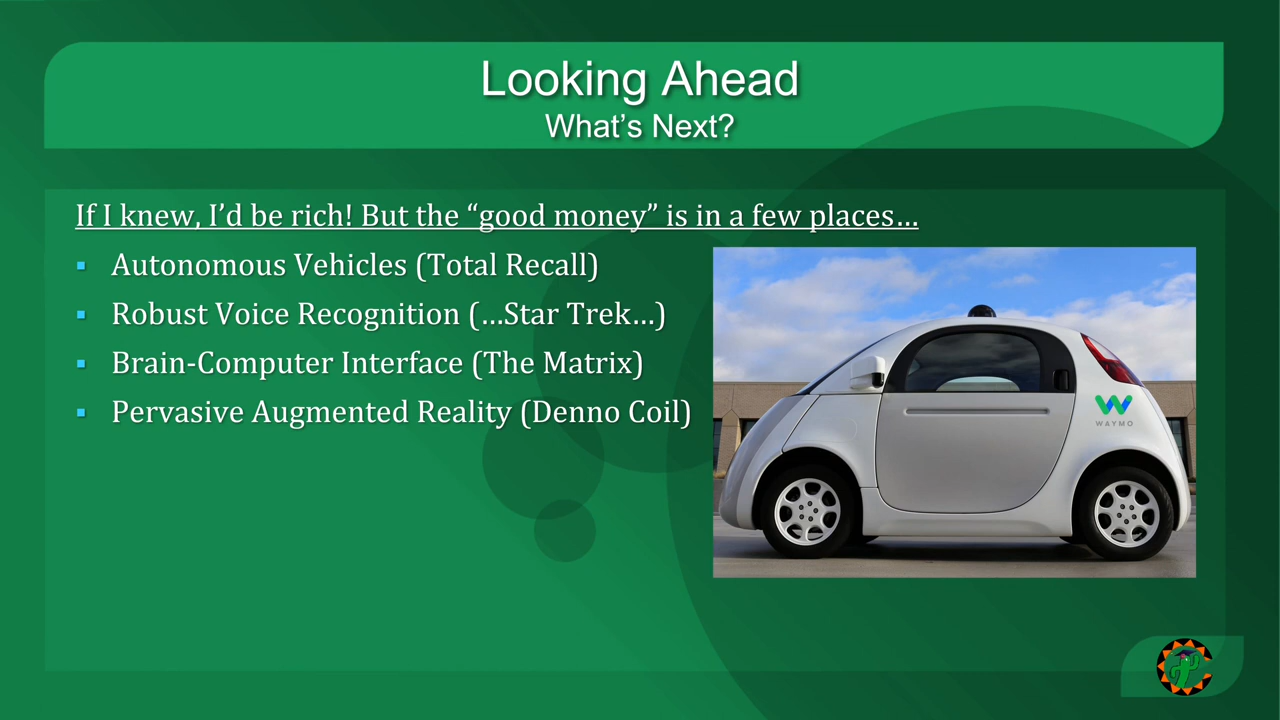 Looking Ahead
What’s Next?
If I knew, I’d be rich! But the “good money” is in a few places…
▪ Autonomous Vehicles (Total Recall)
▪ Robust Voice Recognition (…Star Trek…)
▪ Brain-Computer Interface (The Matrix)
▪ Pervasive Augmented Reality (Denno Coil)
WAYMO